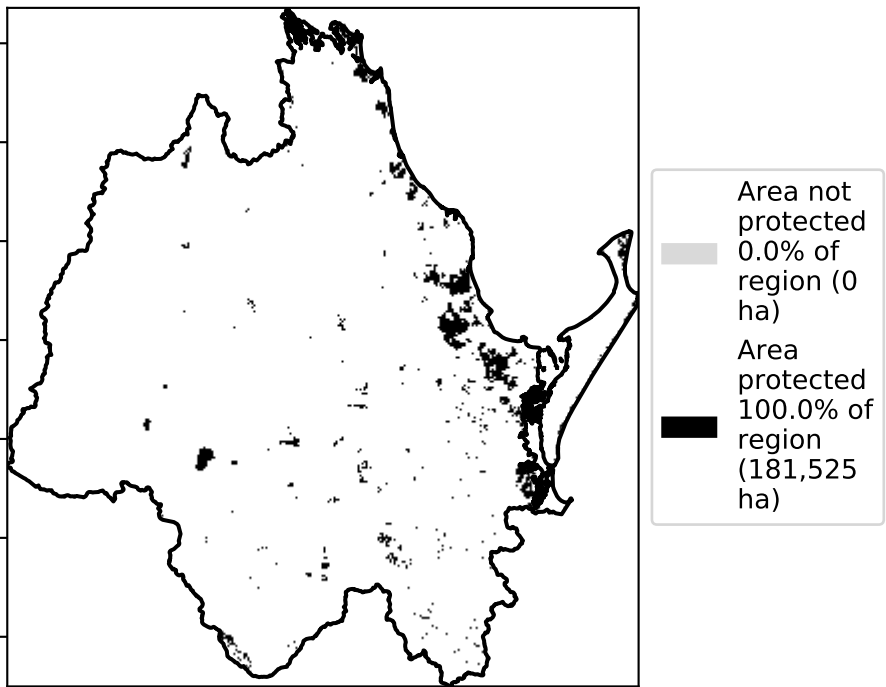 Area not
protected
0.0% of
region (0
ha)
Area
protected
100.0% of
region
(181,525
ha)